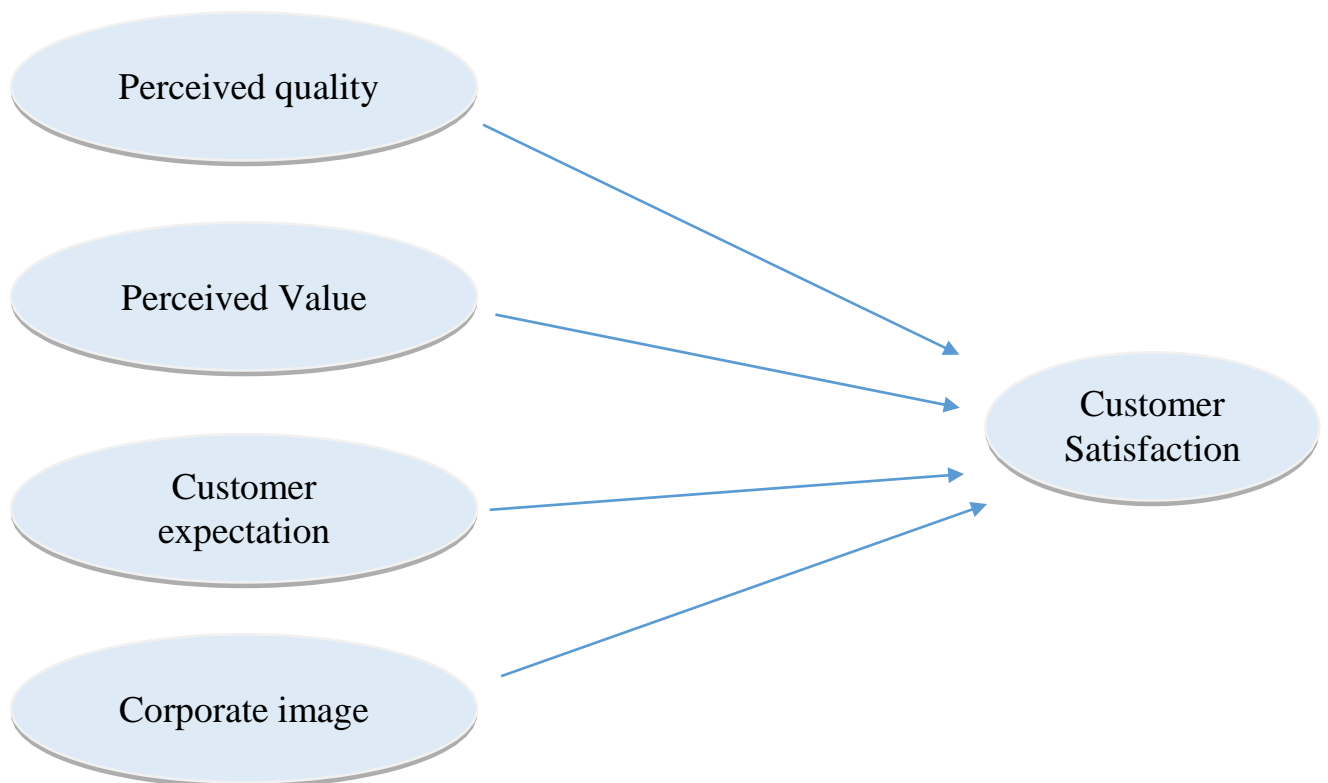 Perceived quality
Perceived Value
Customer
expectation
Corporate image
Customer
Satisfaction